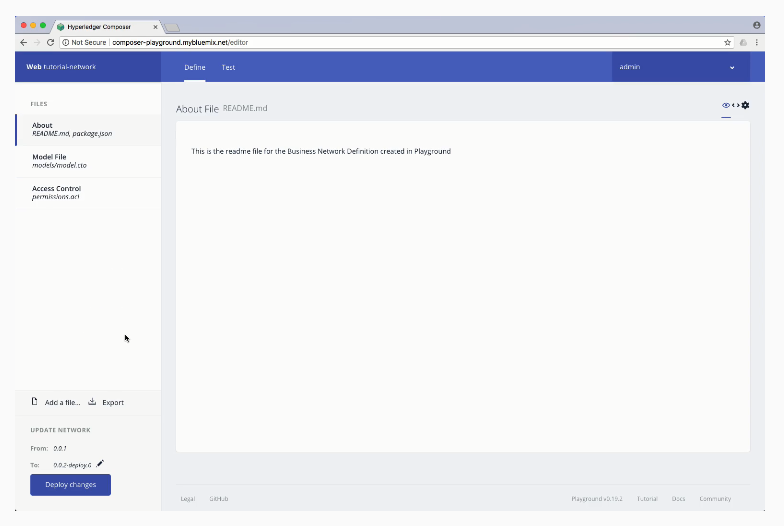 Hyperledger Composer
Not Secure | composer-playground.mybluemix.net/editor
Web tutorial-network
Define
Test
admin
FILES
About
README.md, package.json
Model File
models/model.cto
Access Control
permissions.acl
About File README.md
This is the readme file for the Business Network Definition created in Playground
Add a file...
Export
UPDATE NETWORK
From: 0.0.1
To: 0.0.2-deploy.0
Deploy changes
Legal
GitHub
Playground v0.19.2
Tutorial
Docs
Community